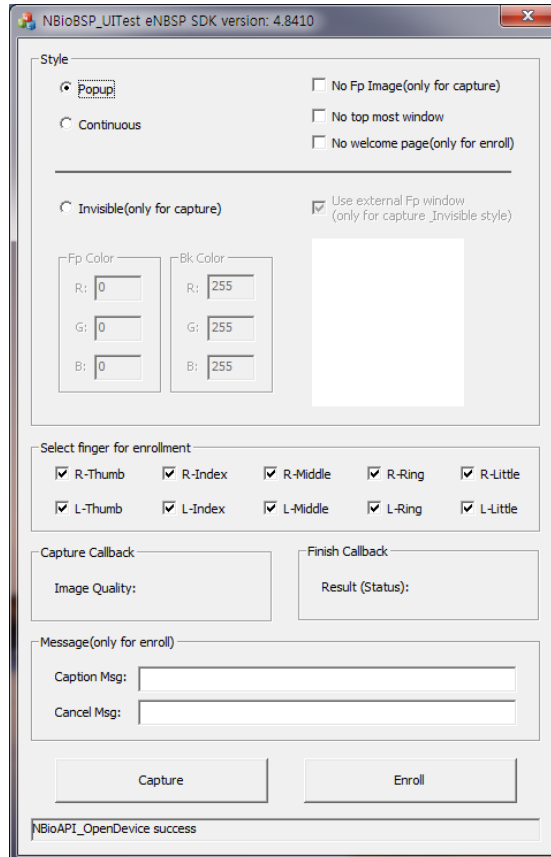 NBioBSP_UITest eNBSP SDK version: 4.8410
Style
Popup
No Fp Image(only for capture)
Continuous
No top most window
No welcome page(only for enroll)
Invisible(only for capture)
Use external Fp window
(only for capture ,Invisible style)
Fp Color
Bk Color
R: 0
R: 255
G: 0
G: 255
B: 0
B: 255
Select finger for enrollment
R-Thumb R-Index R-Middle R-Ring R-Little
L-Thumb L-Index L-Middle L-Ring L-Little
Capture Callback
Finish Callback
Image Quality:
Result (Status):
Message(only for enroll)
Caption Msg:
Cancel Msg:
Capture
Enroll
NBioAPI_OpenDevice success